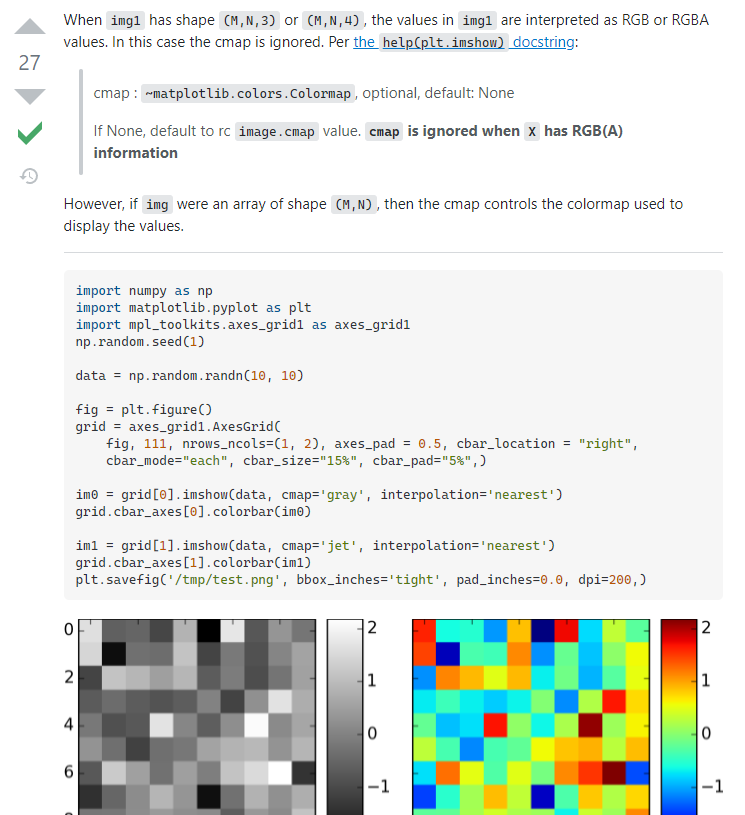 When img1 has shape (M,N,3) or (M,N,4), the values in img1 are interpreted as RGB or RGBA
values. In this case the cmap is ignored. Per the help(plt.imshow) docstring:
27
cmap : ~matplotlib.colors.Colormap, optional, default: None
If None, default to rc image.cmap value. cmap is ignored when X has RGB(A)
information
However, if img were an array of shape (M,N), then the cmap controls the colormap used to
display the values.
import numpy as np
import matplotlib.pyplot as plt
import mpl_toolkits.axes_grid1 as axes_grid1
np.random.seed(1)
data = np.random.randn(10, 10)
fig = plt.figure()
grid = axes_grid1.AxesGrid(
    fig, 111, nrows_ncols=(1, 2), axes_pad = 0.5, cbar_location = "right",
    cbar_mode="each", cbar_size="15%", cbar_pad="5%",)
im0 = grid[0].imshow(data, cmap='gray', interpolation='nearest')
grid.cbar_axes[0].colorbar(im0)
im1 = grid[1].imshow(data, cmap='jet', interpolation='nearest')
grid.cbar_axes[1].colorbar(im1)
plt.savefig('/tmp/test.png', bbox_inches='tight', pad_inches=0.0, dpi=200,)
0 2 2
2 1 1
4 0 0
6 −1 −1